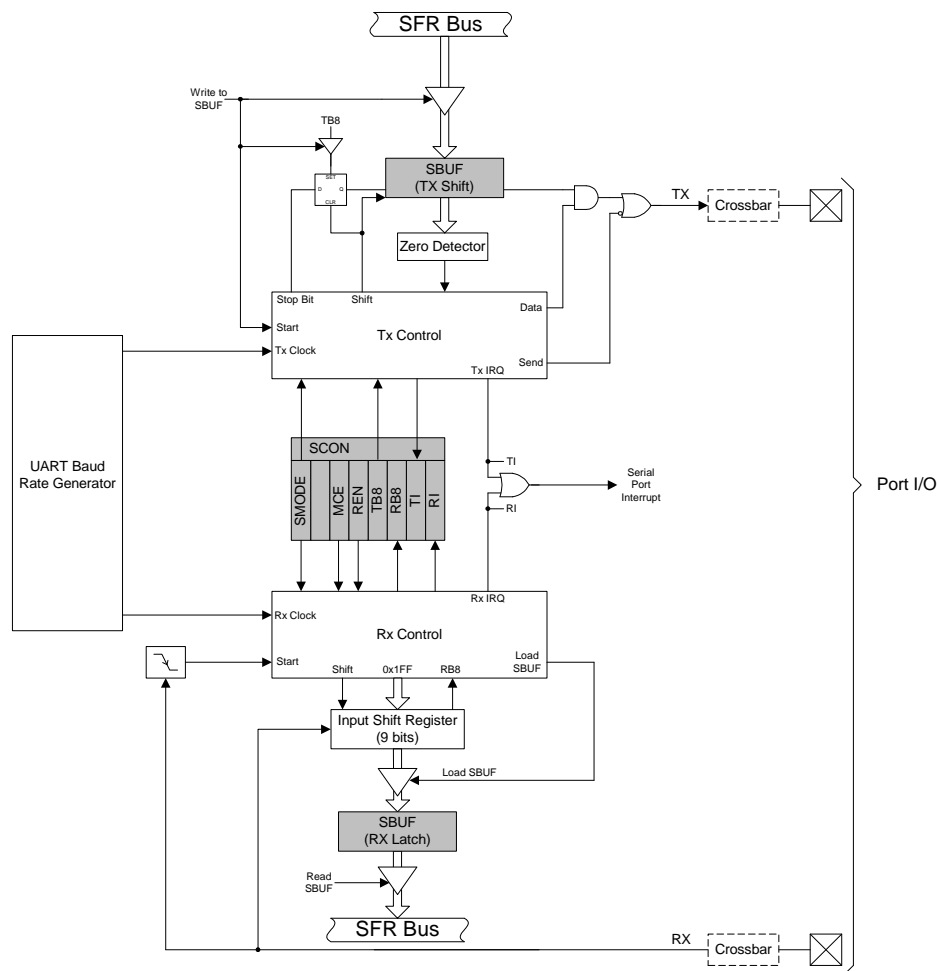 SFR Bus
Write to
SBUF
TB8
SET
D
Q
CLR
SBUF
(TX Shift)
TX
Crossbar
Zero Detector
Stop Bit
Shift
Data
Start
Tx Control
Tx Clock
Send
Tx IRQ
UART Baud
Rate Generator
SCON
SMODE
MCE
REN
TB8
RB8
TI
RI
TI
RI
Serial
Port
Interrupt
Port I/O
Rx IRQ
Rx Clock
Rx Control
Start
Load
SBUF
Shift
0x1FF
RB8
Input Shift Register
(9 bits)
Load SBUF
SBUF
(RX Latch)
Read
SBUF
SFR Bus
RX
Crossbar